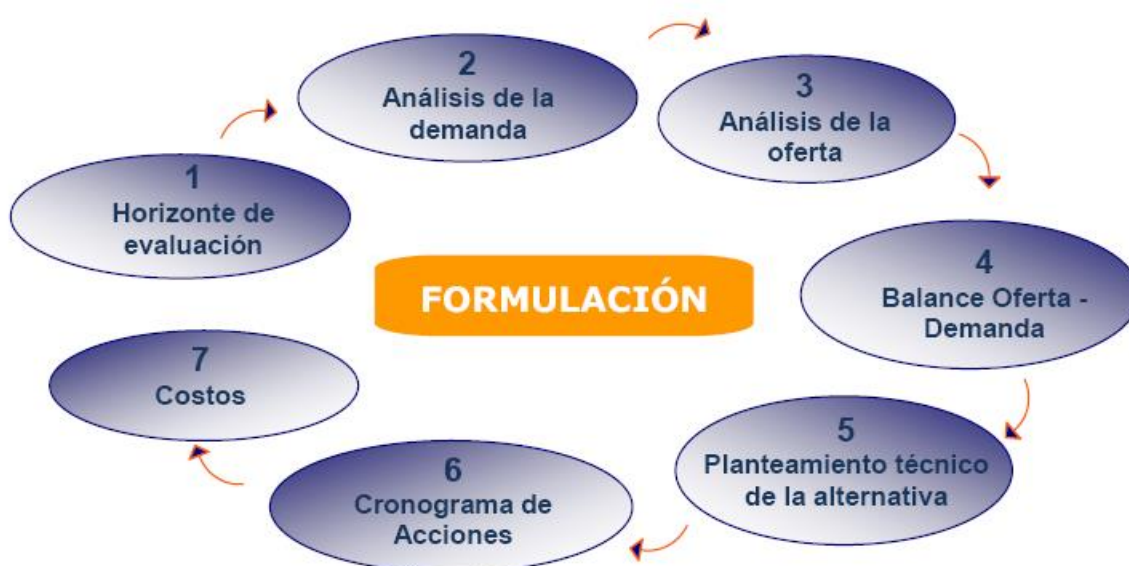 1
Horizonte de
evaluación
2
Análisis de la
demanda
3
Análisis de la
oferta
4
Balance Oferta -
Demanda
5
Planteamiento técnico
de la alternativa
6
Cronograma de
Acciones
7
Costos
FORMULACIÓN